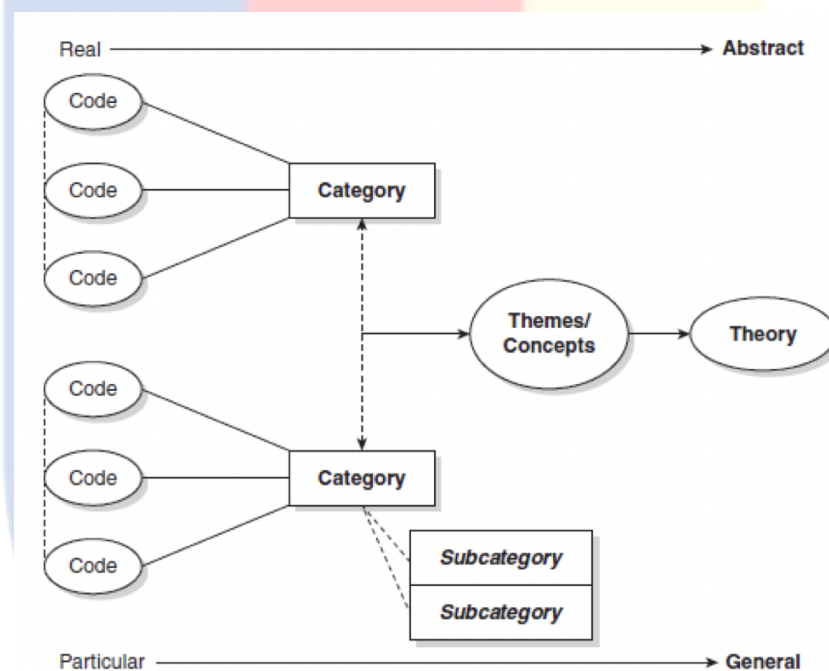 Real
Abstract
Code
Code
Category
Code
Themes/
Concepts
Theory
Code
Code
Category
Code
Subcategory
Subcategory
Particular
General